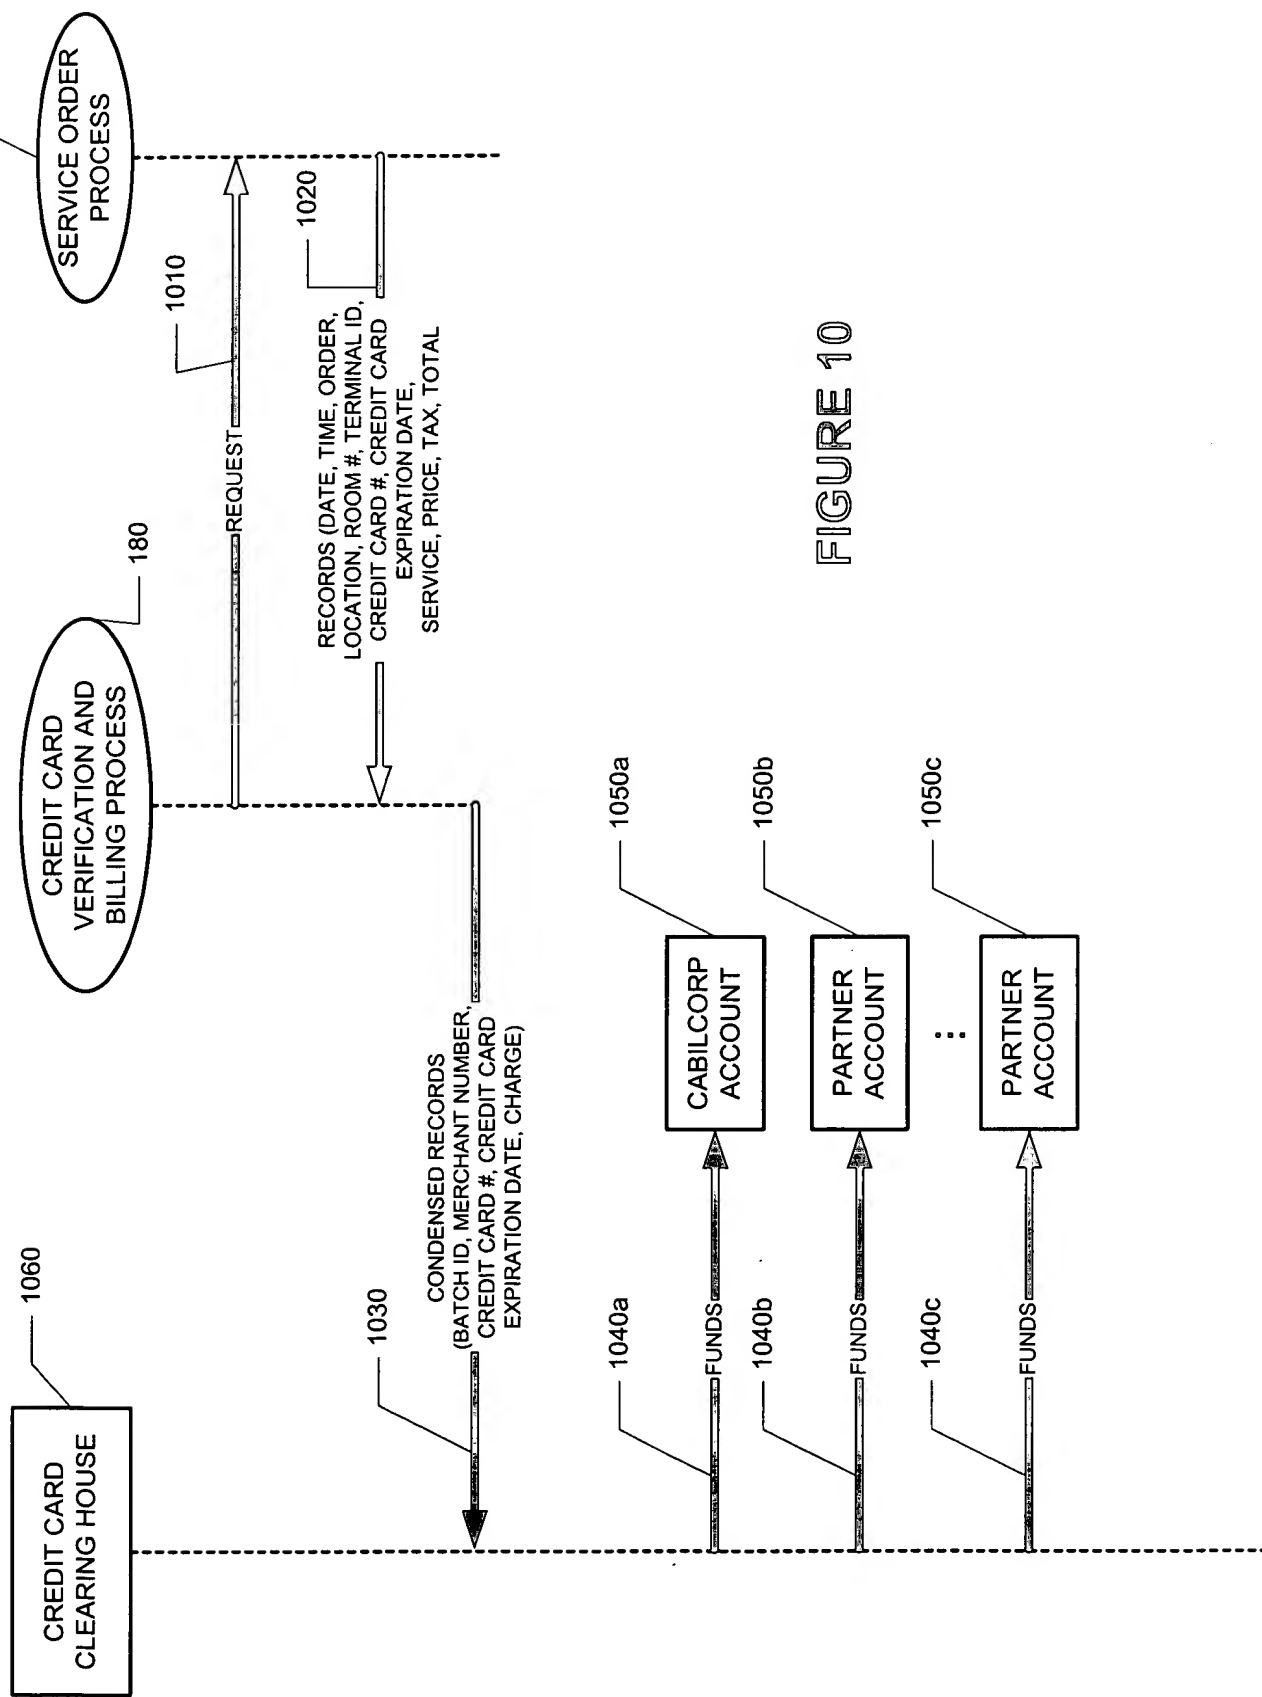 CREDIT CARD
CLEARING HOUSE
1060
CREDIT CARD
VERIFICATION AND
BILLING PROCESS
180
SERVICE ORDER
PROCESS
REQUEST
1010
RECORDS (DATE, TIME, ORDER,
LOCATION, ROOM #, TERMINAL ID,
CREDIT CARD #, CREDIT CARD
EXPIRATION DATE,
SERVICE, PRICE, TAX, TOTAL
1020
CONDENSED RECORDS
(BATCH ID, MERCHANT NUMBER,
CREDIT CARD #, CREDIT CARD
EXPIRATION DATE, CHARGE)
1030
1040a
FUNDS
CABILCORP
ACCOUNT
1050a
1040b
FUNDS
PARTNER
ACCOUNT
1050b
...
1040c
FUNDS
PARTNER
ACCOUNT
1050c
FIGURE 10